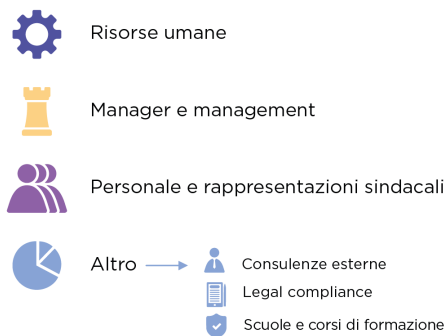 Risorse umane
Manager e management
Personale e rappresentazioni sindacali
Altro
Consulenze esterne
Legal compliance
Scuole e corsi di formazione